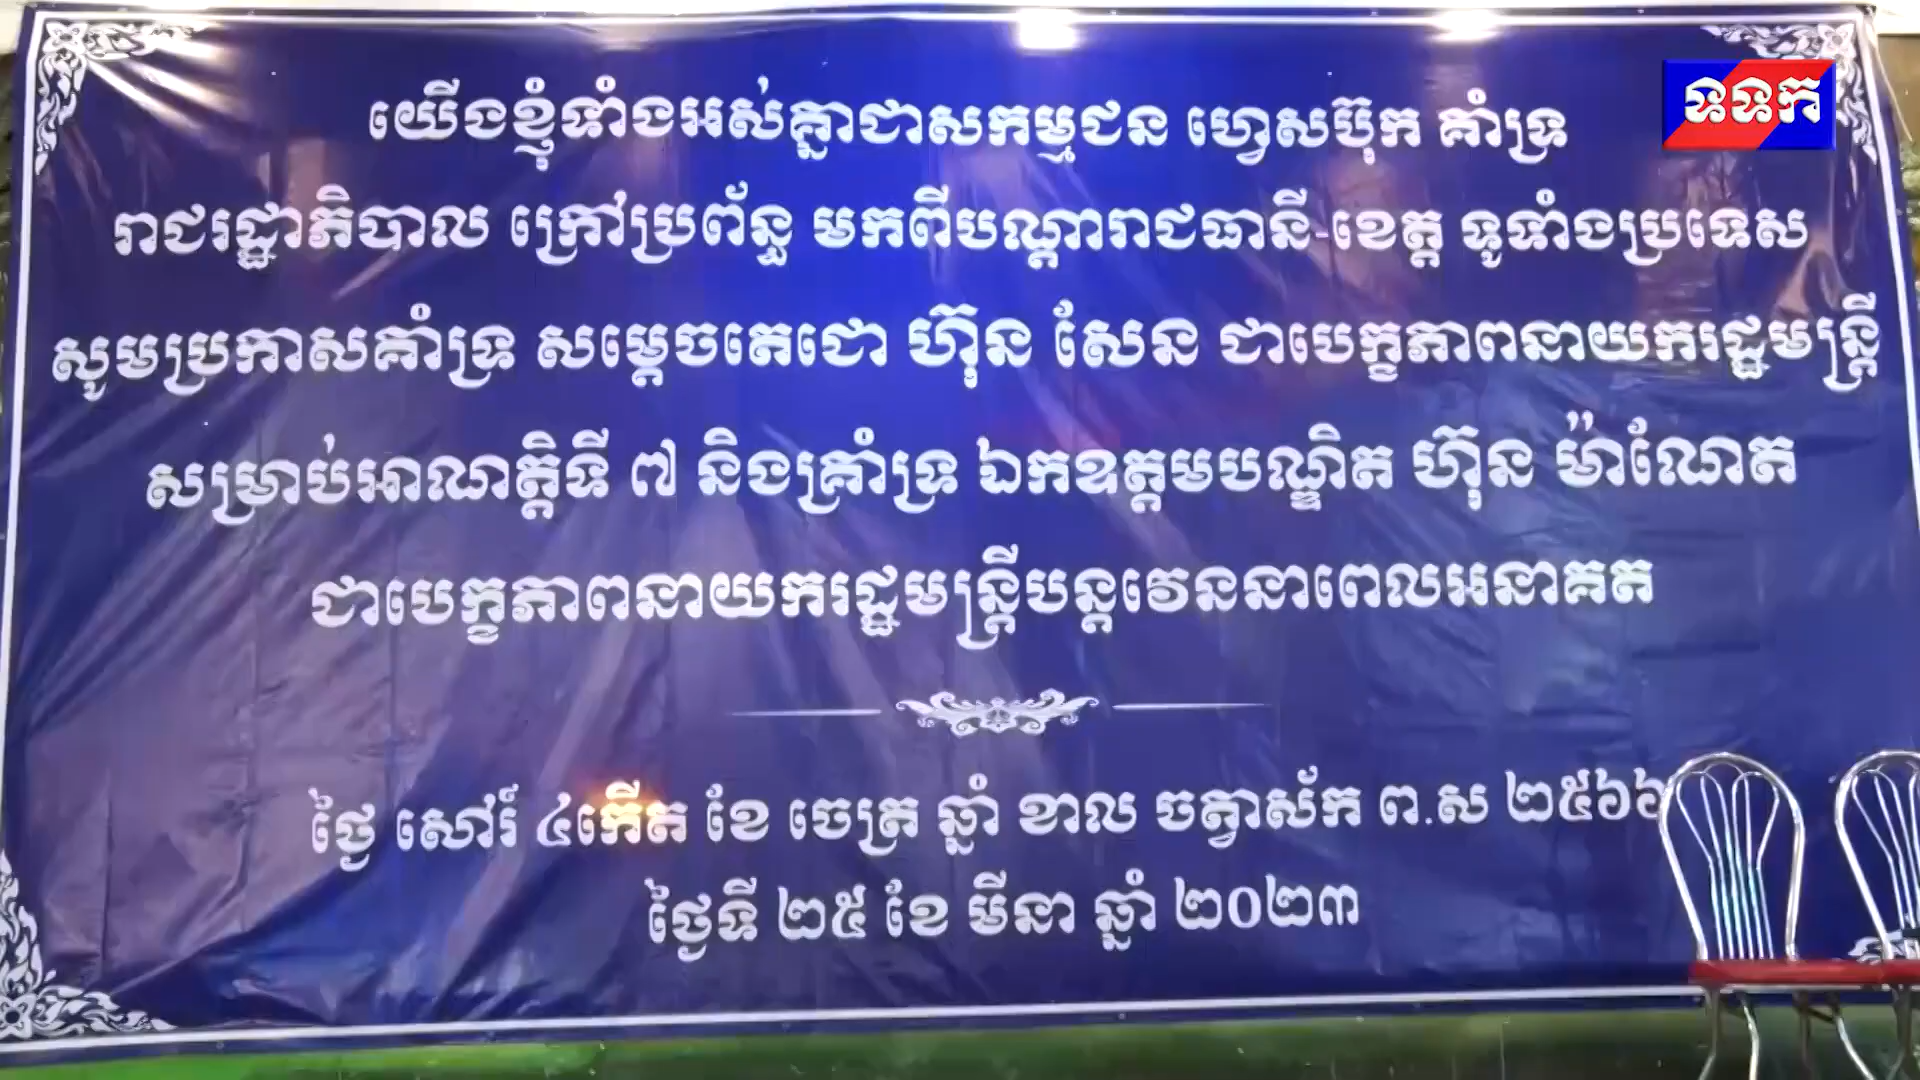 ទទក
យើងខ្ញុំទាំងអស់គ្នាជាសកម្មជន ហ្វេសប៊ុក គាំទ្រ
រាជរដ្ឋាភិបាល ក្រៅប្រព័ន្ធ មកពីបណ្តារាជធានី-ខេត្ត ទូទាំងប្រទេស
សូមប្រកាសគាំទ្រ សម្តេចតេជោ ហ៊ុន សែន ជាបេក្ខភាពនាយករដ្ឋមន្ត្រី
សម្រាប់អាណត្តិទី ៧ និងគ្រាំទ្រ ឯកឧត្តមបណ្ឌិត ហ៊ុន ម៉ាណែត
ជាបេក្ខភាពនាយករដ្ឋមន្ត្រីបន្តវេននាពេលអនាគត
ថ្ងៃ សៅរ៍ ៤កើត ខែ ចេត្រ ឆ្នាំ ខាល ចត្វាស័ក ព.ស ២៥៦៦
ថ្ងៃទី ២៥ ខែ មីនា ឆ្នាំ ២០២៣